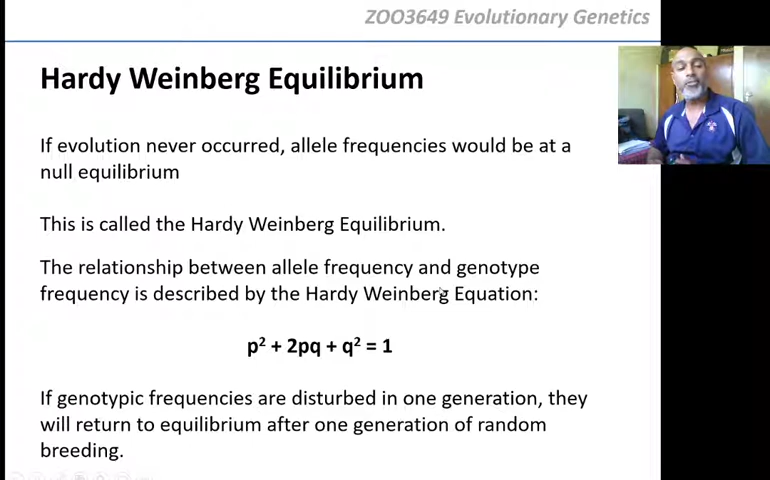 ZOO3649 Evolutionary Genetics
Hardy Weinberg Equilibrium
If evolution never occurred, allele frequencies would be at a
null equilibrium
This is called the Hardy Weinberg Equilibrium.
The relationship between allele frequency and genotype
frequency is described by the Hardy Weinberg Equation:
p² + 2pq + q² = 1
If genotypic frequencies are disturbed in one generation, they
will return to equilibrium after one generation of random
breeding.